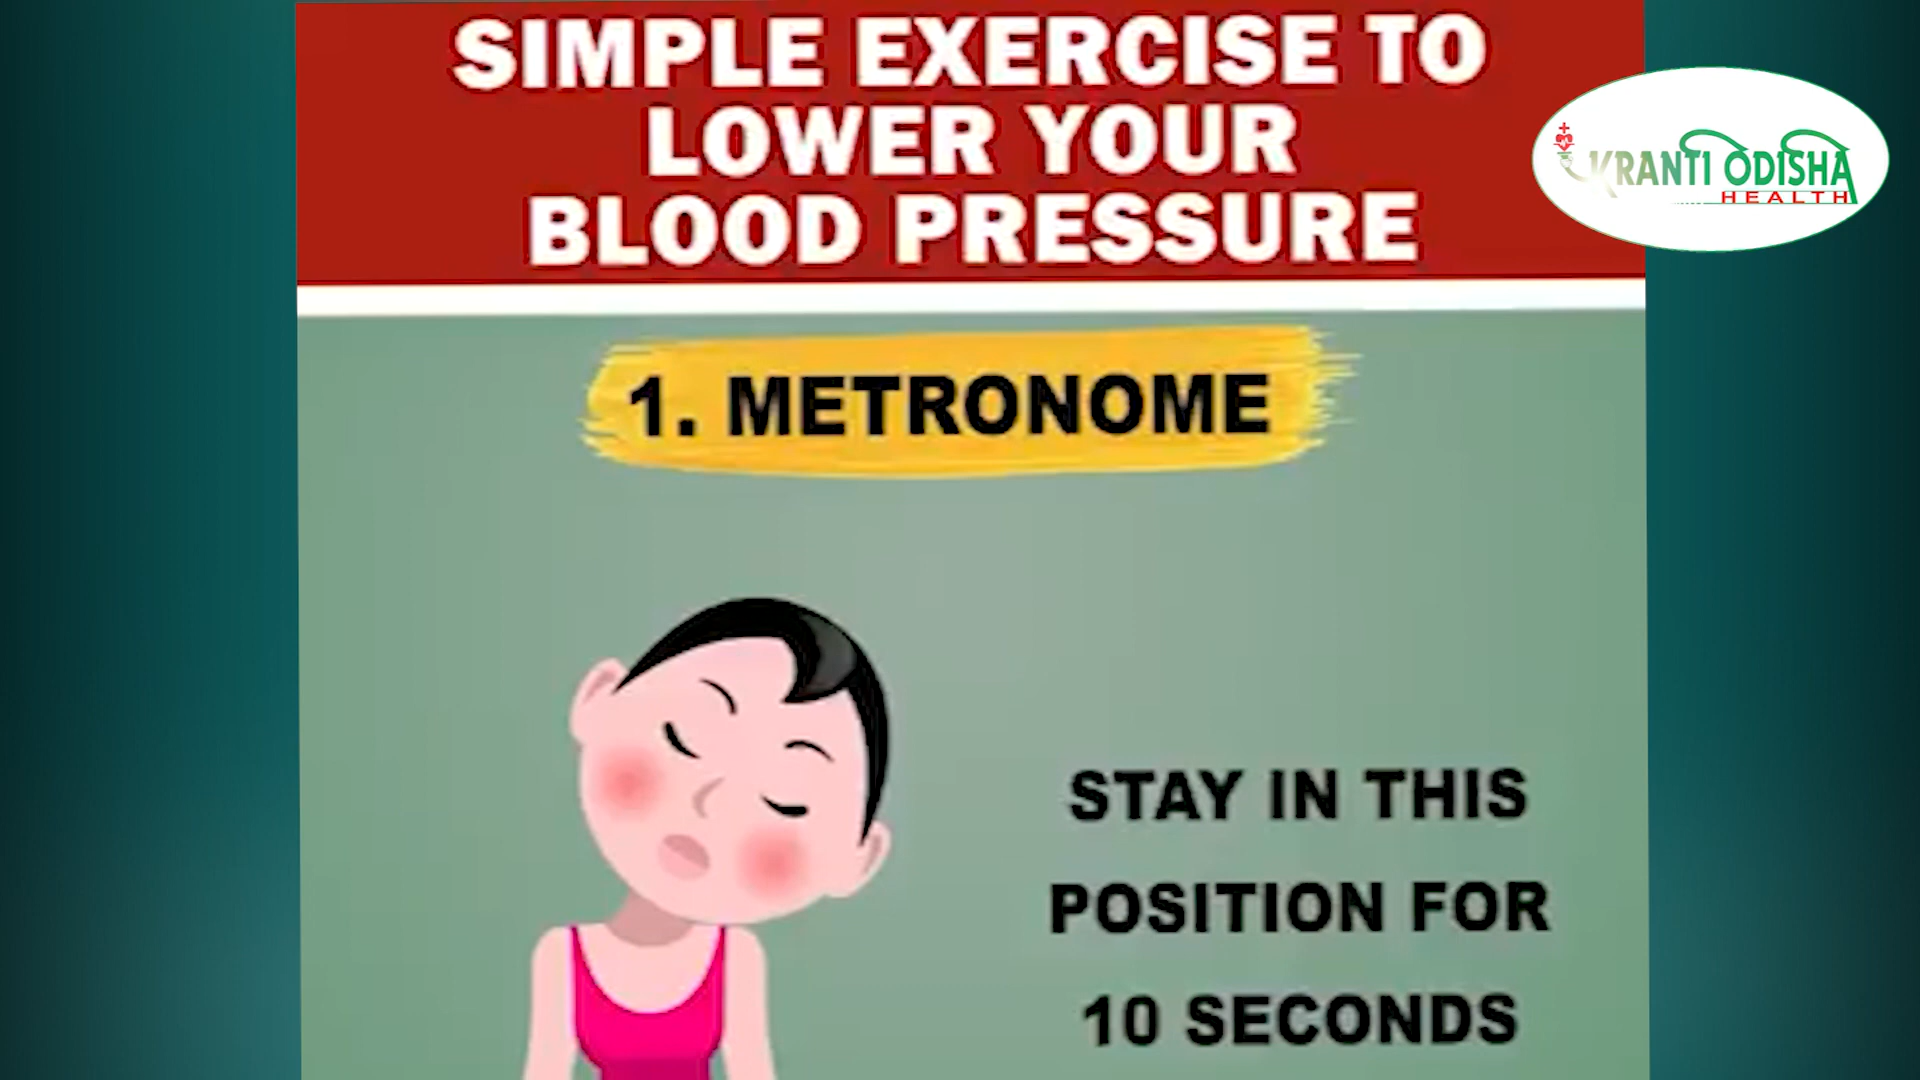 SIMPLE EXERCISE TO
LOWER YOUR
BLOOD PRESSURE
KRANTI ODISHA
HEALTH
1. METRONOME
STAY IN THIS
POSITION FOR
10 SECONDS